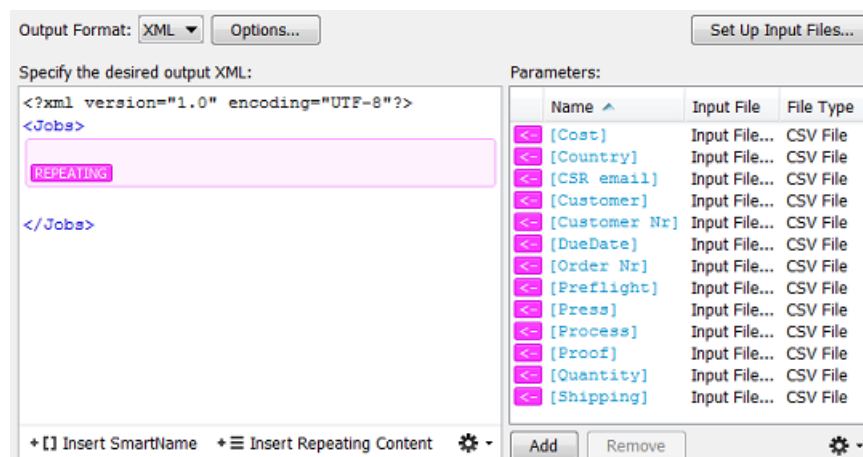 Output Format: XML Options... Set Up Input Files...
Specify the desired output XML: Parameters:
<?xml version="1.0" encoding="UTF-8"?>
<Jobs>
REPEATING
</Jobs>
+[] Insert SmartName +≡ Insert Repeating Content
Name Input File File Type
<- [Cost] Input File... CSV File
<- [Country] Input File... CSV File
<- [CSR email] Input File... CSV File
<- [Customer] Input File... CSV File
<- [Customer Nr] Input File... CSV File
<- [DueDate] Input File... CSV File
<- [Order Nr] Input File... CSV File
<- [Preflight] Input File... CSV File
<- [Press] Input File... CSV File
<- [Process] Input File... CSV File
<- [Proof] Input File... CSV File
<- [Quantity] Input File... CSV File
<- [Shipping] Input File... CSV File
Add Remove